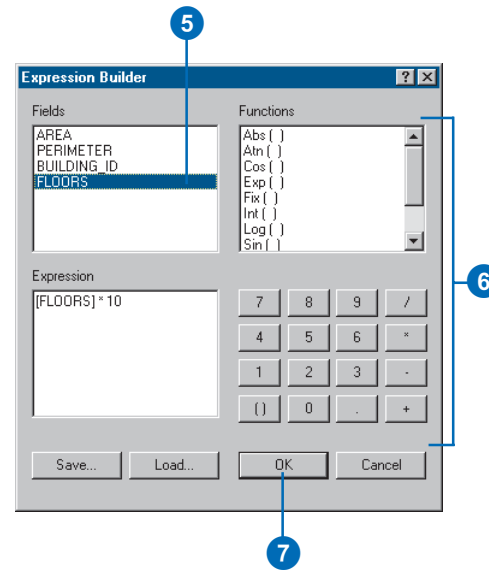 5
Expression Builder
Fields
AREA
PERIMETER
BUILDING_ID
FLOORS
Functions
Abs ( )
Atn ( )
Cos ( )
Exp ( )
Fix ( )
Int ( )
Log ( )
Sin ( )
6
Expression
[FLOORS] * 10
7 8 9 /
4 5 6 *
1 2 3 -
( ) 0 . +
Save... Load... OK Cancel
7